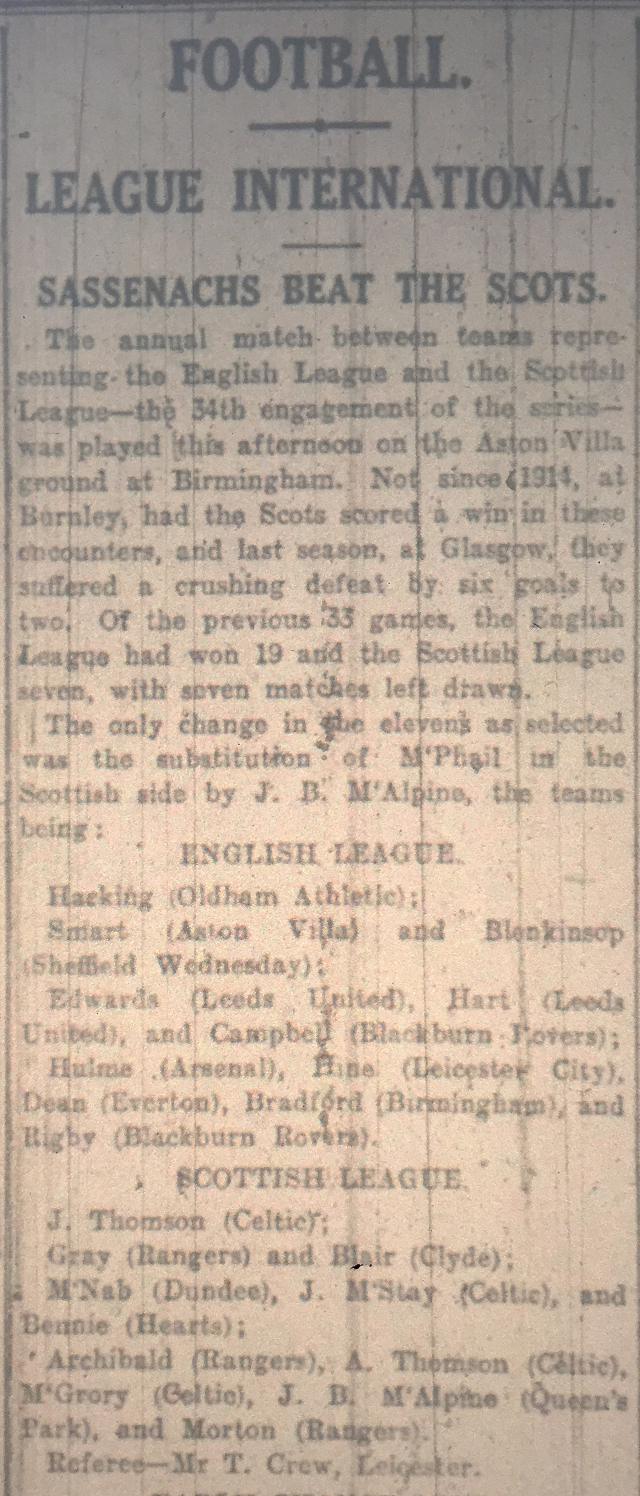 FOOTBALL.
LEAGUE INTERNATIONAL.
SASSENACHS BEAT THE SCOTS.
The annual match between teams repre-
senting the English League and the Scottish
League—the 34th engagement of the series—
was played this afternoon on the Aston Villa
ground at Birmingham. Not since 1914, at
Burnley, had the Scots scored a win in these
encounters, and last season, at Glasgow, they
suffered a crushing defeat by six goals to
two. Of the previous 33 games, the English
League had won 19 and the Scottish League
seven, with seven matches left drawn.
The only change in the elevens as selected
was the substitution of M'Phail in the
Scottish side by J. B. M'Alpine, the teams
being:
ENGLISH LEAGUE.
Hacking (Oldham Athletic);
Smart (Aston Villa) and Blenkinsop
(Sheffield Wednesday);
Edwards (Leeds United), Hart (Leeds
United), and Campbell (Blackburn Rovers);
Hulme (Arsenal), Hine (Leicester City),
Dean (Everton), Bradford (Birmingham), and
Rigby (Blackburn Rovers).
SCOTTISH LEAGUE.
J. Thomson (Celtic);
Gray (Rangers) and Blair (Clyde);
M'Nab (Dundee), J. M'Stay (Celtic), and
Bennie (Hearts);
Archibald (Rangers), A. Thomson (Celtic),
M'Grory (Celtic), J. B. M'Alpine (Queen's
Park), and Morton (Rangers).
Referee—Mr T. Crew, Leicester.